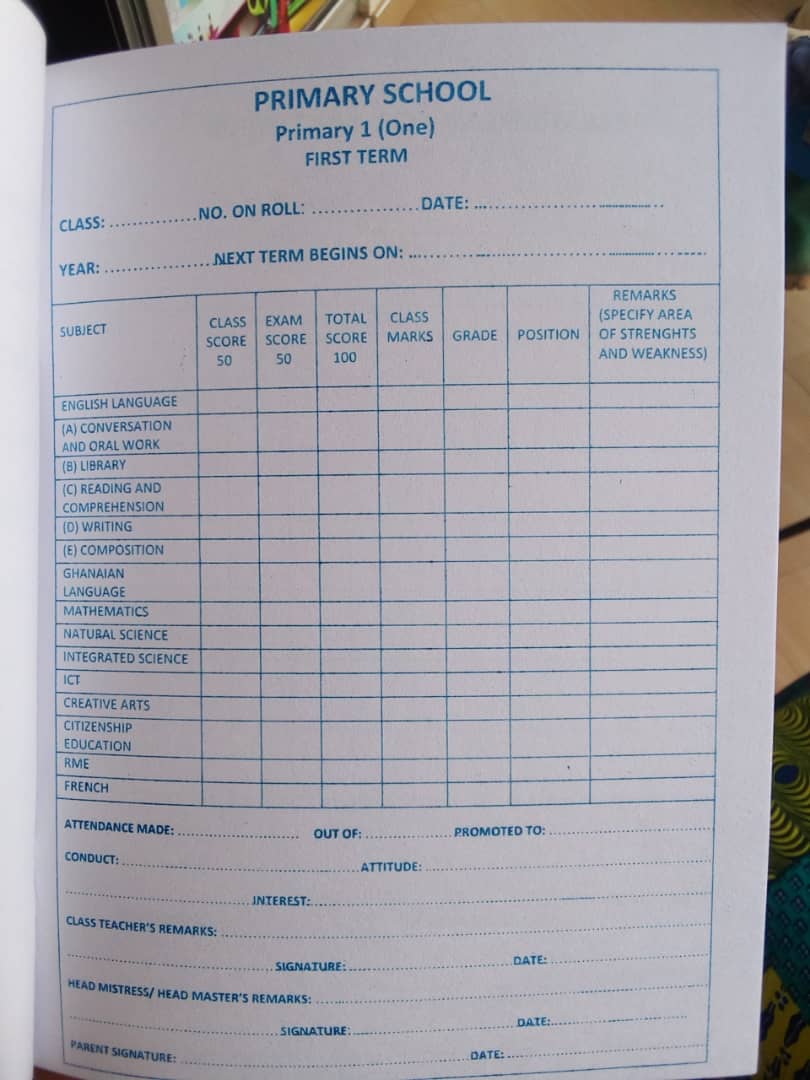 PRIMARY SCHOOL
Primary 1 (One)
FIRST TERM
CLASS: .............. NO. ON ROLL: ................. DATE: ..............................
YEAR: ................. NEXT TERM BEGINS ON: ..................................................
SUBJECT
CLASS SCORE 50
EXAM SCORE 50
TOTAL SCORE 100
CLASS MARKS
GRADE
POSITION
REMARKS
(SPECIFY AREA
OF STRENGHTS
AND WEAKNESS)
ENGLISH LANGUAGE
(A) CONVERSATION
AND ORAL WORK
(B) LIBRARY
(C) READING AND
COMPREHENSION
(D) WRITING
(E) COMPOSITION
GHANAIAN
LANGUAGE
MATHEMATICS
NATURAL SCIENCE
INTEGRATED SCIENCE
ICT
CREATIVE ARTS
CITIZENSHIP
EDUCATION
RME
FRENCH
ATTENDANCE MADE: .......................... OUT OF: .................. PROMOTED TO: ..................................
CONDUCT: .................................................. ATTITUDE: ............................................................
....................................... INTEREST: ..................................................................................
CLASS TEACHER'S REMARKS: ..........................................................................................
............................................ SIGNATURE: .................................. DATE: ..............................
HEAD MISTRESS/ HEAD MASTER'S REMARKS: ......................................................................
............................................ SIGNATURE: .................................. DATE: ..............................
PARENT SIGNATURE: .............................................................. DATE: ....................................